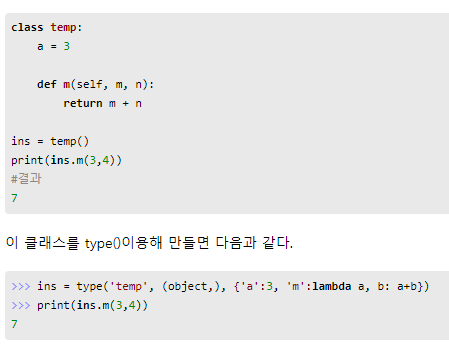 class temp:
    a = 3
    def m(self, m, n):
        return m + n
ins = temp()
print(ins.m(3,4))
#결과
7
이 클래스를 type()이용해 만들면 다음과 같다.
>>> ins = type('temp', (object,), {'a':3, 'm':lambda a, b: a+b})
>>> print(ins.m(3,4))
7